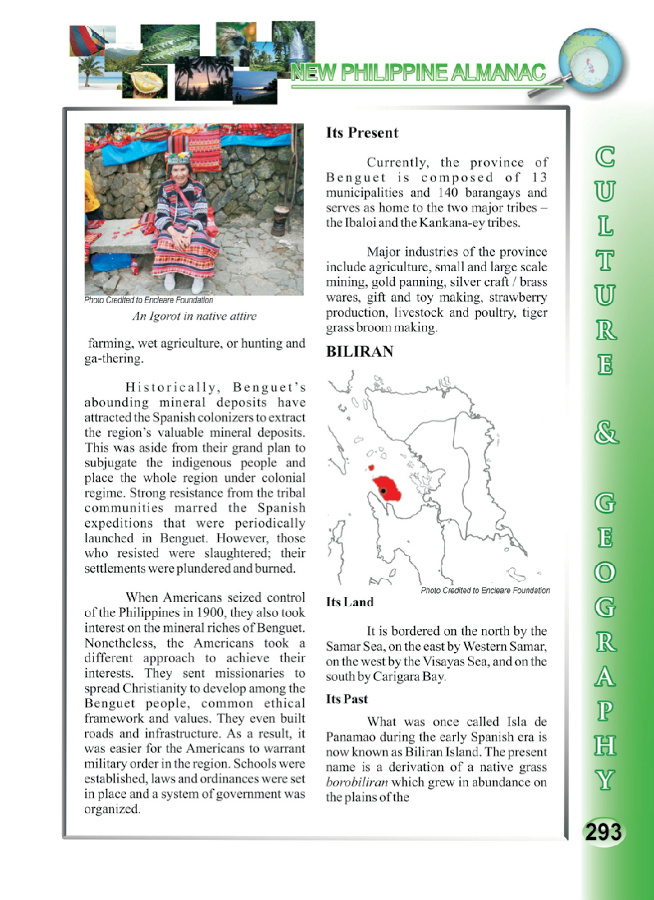 NEW PHILIPPINE ALMANAC
Photo Credited to Encleare Foundation
An Igorot in native attire
farming, wet agriculture, or hunting and
ga-thering.
Historically, Benguet's
abounding mineral deposits have
attracted the Spanish colonizers to extract
the region's valuable mineral deposits.
This was aside from their grand plan to
subjugate the indigenous people and
place the whole region under colonial
regime. Strong resistance from the tribal
communities marred the Spanish
expeditions that were periodically
launched in Benguet. However, those
who resisted were slaughtered; their
settlements were plundered and burned.
When Americans seized control
of the Philippines in 1900, they also took
interest on the mineral riches of Benguet.
Nonetheless, the Americans took a
different approach to achieve their
interests. They sent missionaries to
spread Christianity to develop among the
Benguet people, common ethical
framework and values. They even built
roads and infrastructure. As a result, it
was easier for the Americans to warrant
military order in the region. Schools were
established, laws and ordinances were set
in place and a system of government was
organized.
Its Present
Currently, the province of
Benguet is composed of 13
municipalities and 140 barangays and
serves as home to the two major tribes –
the Ibaloi and the Kankana-ey tribes.
Major industries of the province
include agriculture, small and large scale
mining, gold panning, silver craft / brass
wares, gift and toy making, strawberry
production, livestock and poultry, tiger
grass broom making.
BILIRAN
Photo Credited to Encleare Foundation
Its Land
It is bordered on the north by the
Samar Sea, on the east by Western Samar,
on the west by the Visayas Sea, and on the
south by Carigara Bay.
Its Past
What was once called Isla de
Panamao during the early Spanish era is
now known as Biliran Island. The present
name is a derivation of a native grass
borobiliran which grew in abundance on
the plains of the
CULTURE & GEOGRAPHY
293